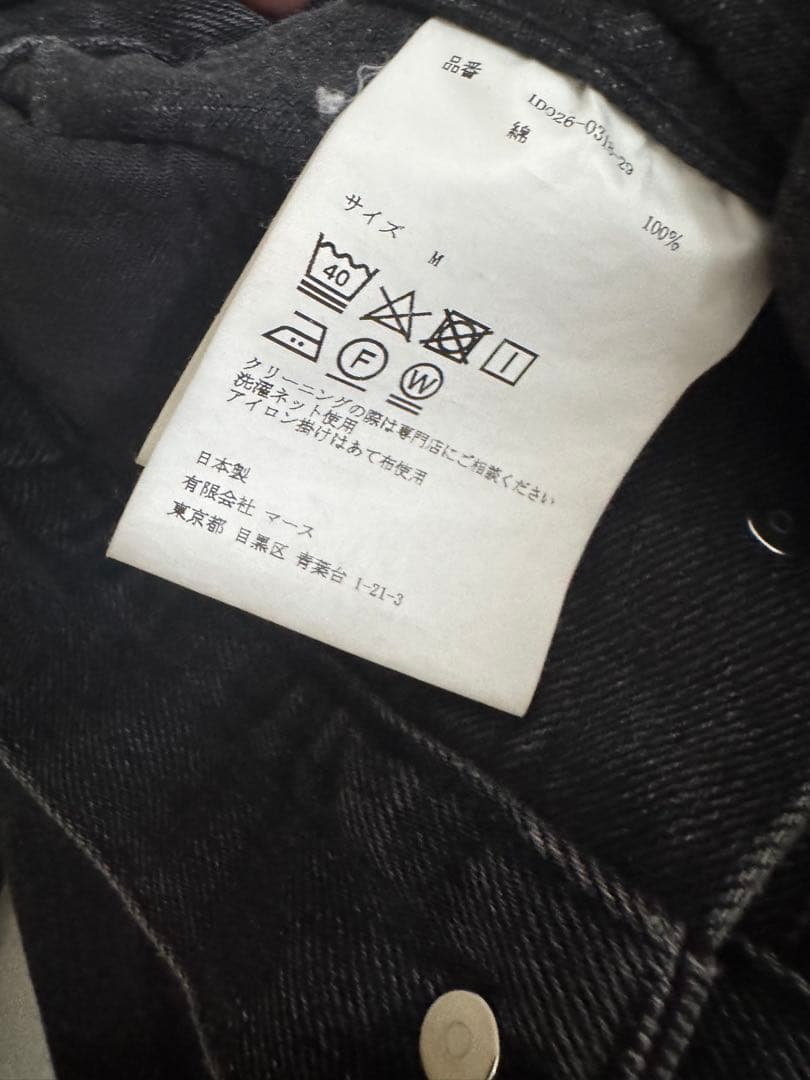 品番 LD026-0313-29
綿 100%
サイズ M
40
F W
クリーニングの際は専門店にご相談ください
洗濯ネット使用
アイロン掛けはあて布使用
日本製
有限会社 マース
東京都 目黒区 青葉台 1-21-3